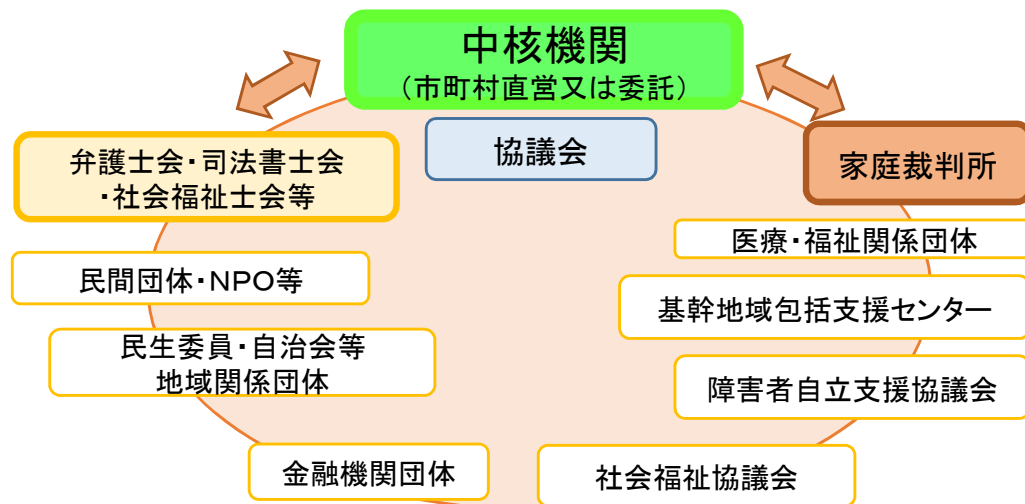 中核機関
（市町村直営又は委託）
協議会
弁護士会・司法書士会
・社会福祉士会等
家庭裁判所
医療・福祉関係団体
民間団体・NPO等
基幹地域包括支援センター
民生委員・自治会等
地域関係団体
障害者自立支援協議会
金融機関団体
社会福祉協議会